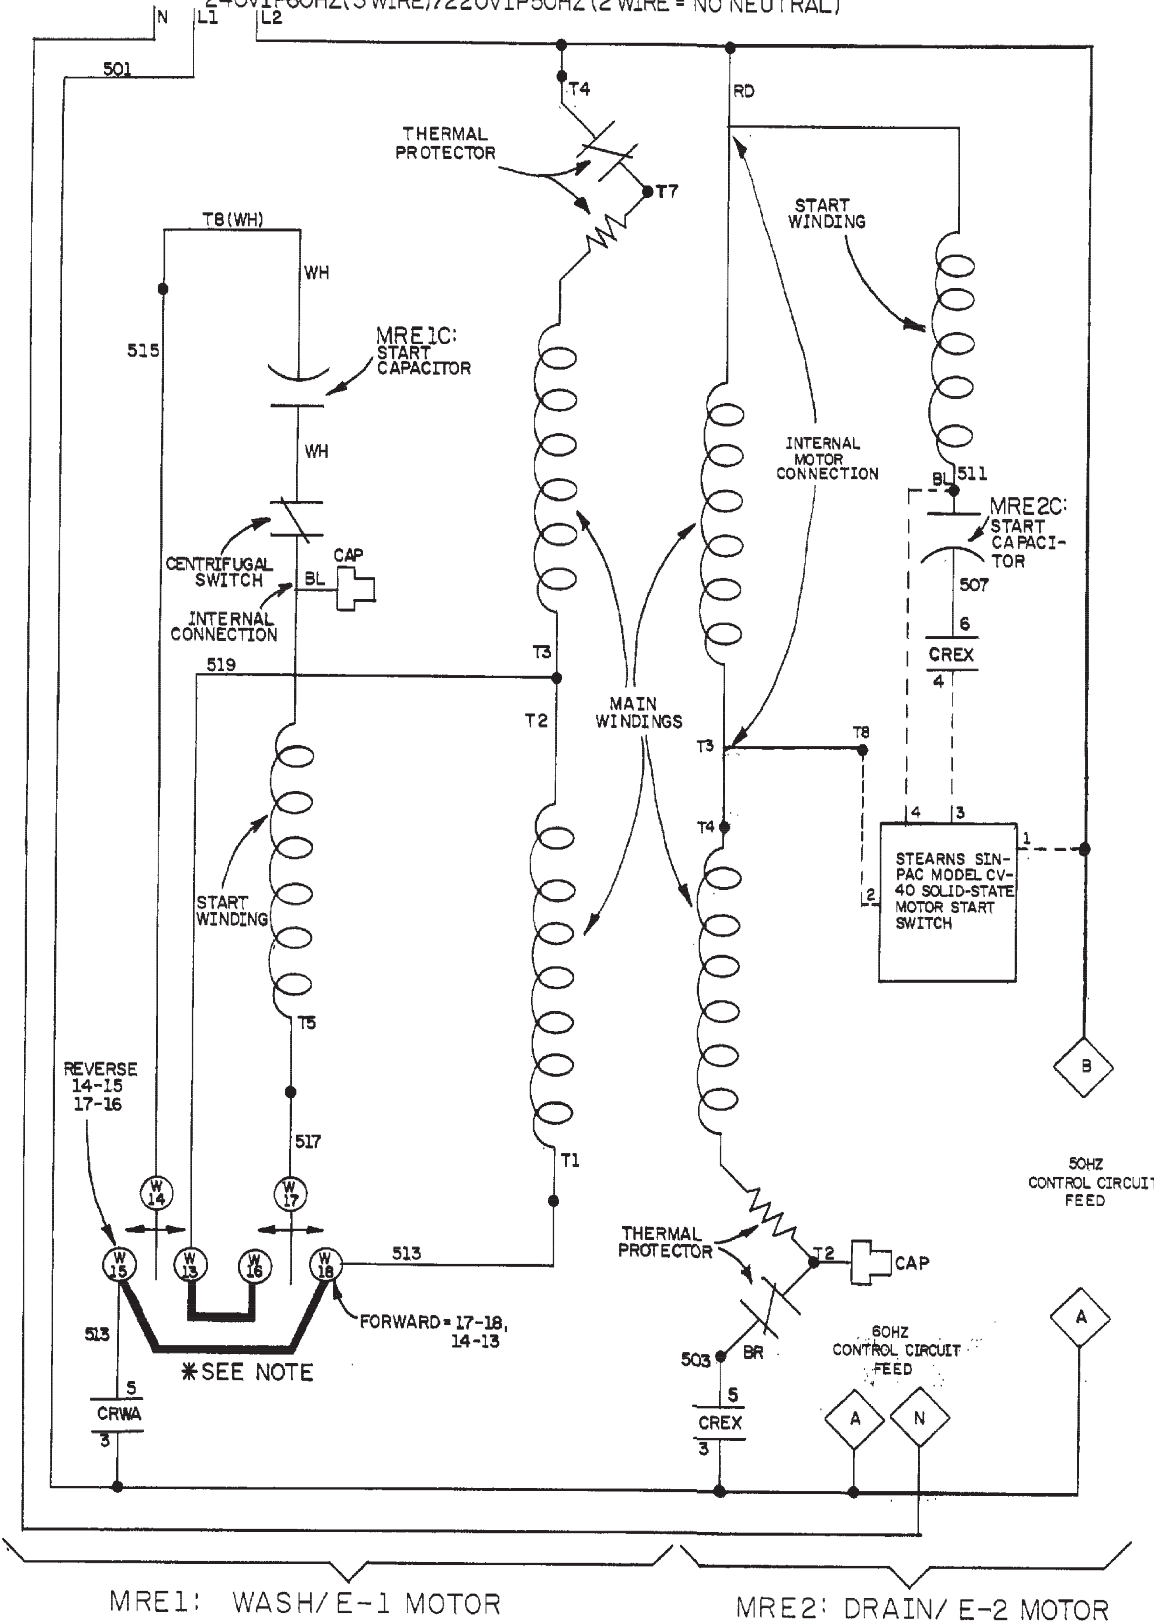 240V1P60HZ(3 WIRE)/220V1P50HZ(2 WIRE = NO NEUTRAL)
N
L1
L2
501
T4
RD
THERMAL
PROTECTOR
T7
START
WINDING
T8(WH)
WH
515
MRE1C:
START
CAPACITOR
WH
INTERNAL
MOTOR
CONNECTION
BL
511
MRE2C:
START
CAPACI-
TOR
507
CENTRIFUGAL
SWITCH
CAP
BL
INTERNAL
CONNECTION
6
CREX
4
T3
519
T2
MAIN
WINDINGS
T3
T8
T4
4
3
1
2
STEARNS SIN-
PAC MODEL CV-
40 SOLID-STATE
MOTOR START
SWITCH
START
WINDING
T5
B
REVERSE
14-15
17-16
517
T1
50HZ
CONTROL CIRCUIT
FEED
W
14
W
17
W
15
W
13
W
16
W
18
513
THERMAL
PROTECTOR
T2
CAP
513
FORWARD=17-18,
14-13
*SEE NOTE
503
BR
60HZ
CONTROL CIRCUIT
FEED
A
5
CRWA
3
5
CREX
3
A
N
MRE1: WASH/E-1 MOTOR
MRE2: DRAIN/E-2 MOTOR